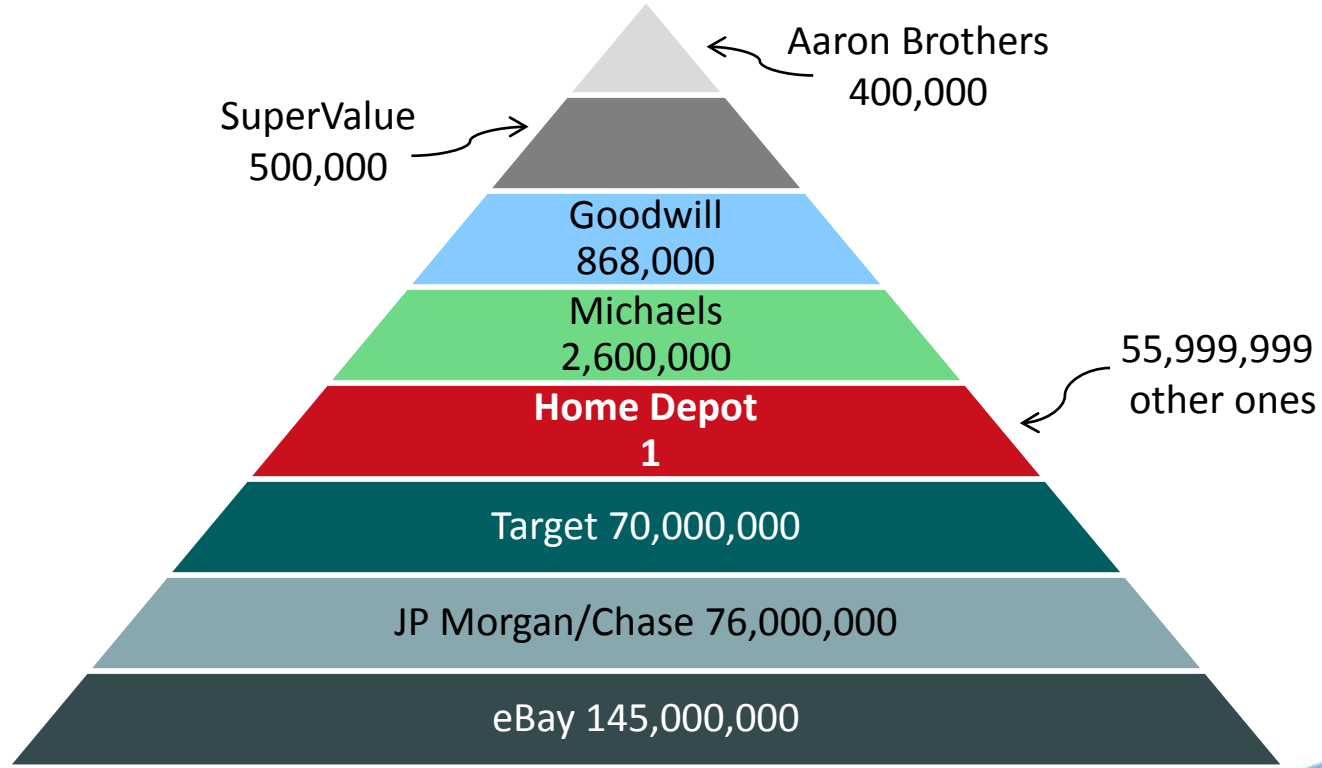 Aaron Brothers
400,000
SuperValue
500,000
Goodwill
868,000
Michaels
2,600,000
55,999,999
other ones
Home Depot
1
Target 70,000,000
JP Morgan/Chase 76,000,000
eBay 145,000,000